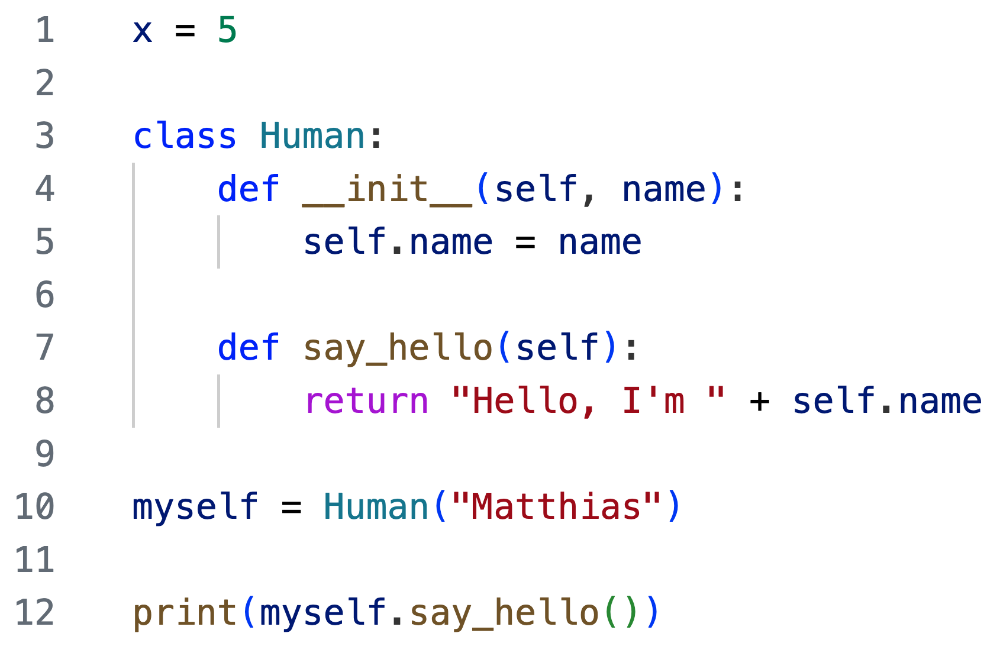 1 x = 5
2
3 class Human:
4     def __init__(self, name):
5         self.name = name
6
7     def say_hello(self):
8         return "Hello, I'm " + self.name
9
10 myself = Human("Matthias")
11
12 print(myself.say_hello())